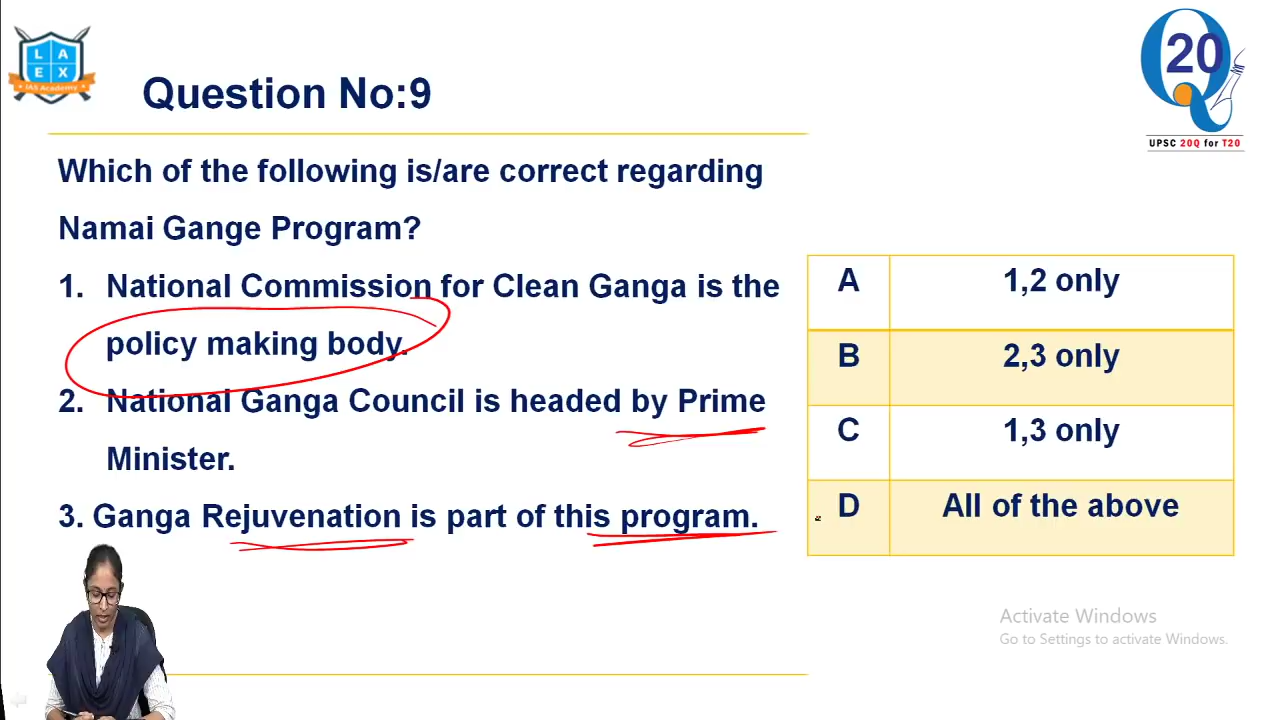 L A
E X
IAS Academy
Question No:9
20
UPSC 20Q for T20
Which of the following is/are correct regarding
Namai Gange Program?
1. National Commission for Clean Ganga is the
policy making body.
2. National Ganga Council is headed by Prime
Minister.
3. Ganga Rejuvenation is part of this program.
A 1,2 only
B 2,3 only
C 1,3 only
D All of the above
Activate Windows
Go to Settings to activate Windows.